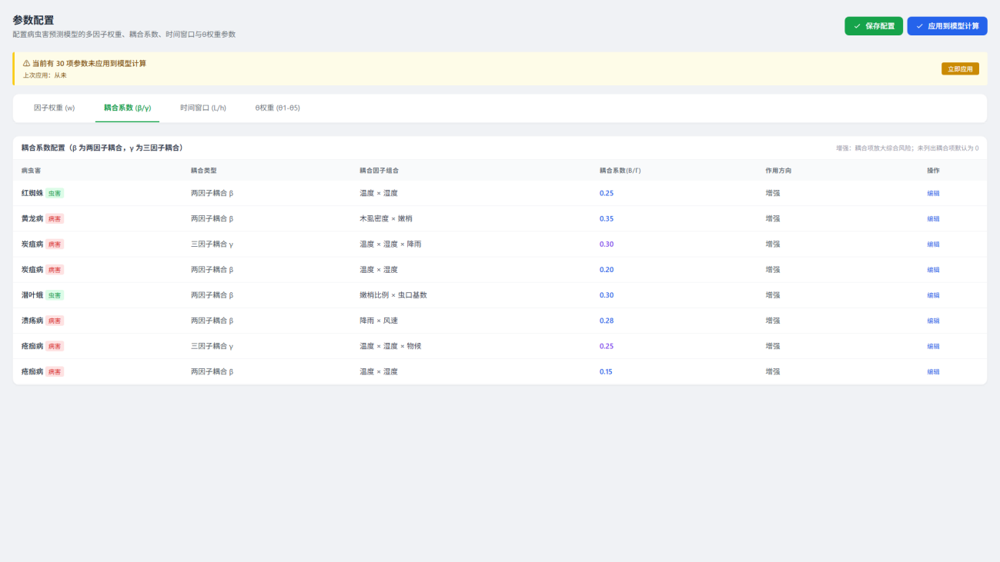 参数配置
配置病虫害预测模型的多因子权重、耦合系数、时间窗口与θ权重参数
保存配置
应用到模型计算
⚠ 当前有 30 项参数未应用到模型计算
上次应用：从未
立即应用
因子权重 (w) 耦合系数 (β/γ) 时间窗口 (L/h) θ权重 (θ1-θ5)
耦合系数配置（β 为两因子耦合，γ 为三因子耦合）
增强：耦合项放大综合风险；未列出耦合项默认为 0
病虫害 耦合类型 耦合因子组合 耦合系数(Β/Γ) 作用方向 操作
红蜘蛛 虫害 两因子耦合 β 温度 × 湿度 0.25 增强 编辑
黄龙病 病害 两因子耦合 β 木虱密度 × 嫩梢 0.35 增强 编辑
炭疽病 病害 三因子耦合 γ 温度 × 湿度 × 降雨 0.30 增强 编辑
炭疽病 病害 两因子耦合 β 温度 × 湿度 0.20 增强 编辑
潜叶蛾 虫害 两因子耦合 β 嫩梢比例 × 虫口基数 0.30 增强 编辑
溃疡病 病害 两因子耦合 β 降雨 × 风速 0.28 增强 编辑
疮痂病 病害 三因子耦合 γ 温度 × 湿度 × 物候 0.25 增强 编辑
疮痂病 病害 两因子耦合 β 温度 × 湿度 0.15 增强 编辑